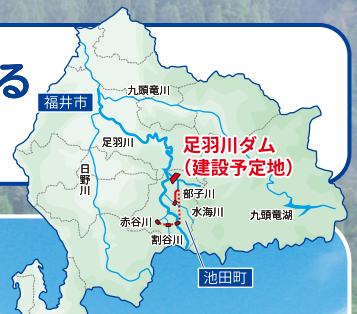 る
福井市
九頭竜川
足羽川
足羽川ダム
（建設予定地）
日野川
部子川
水海川
九頭竜湖
赤谷川
割谷川
池田町